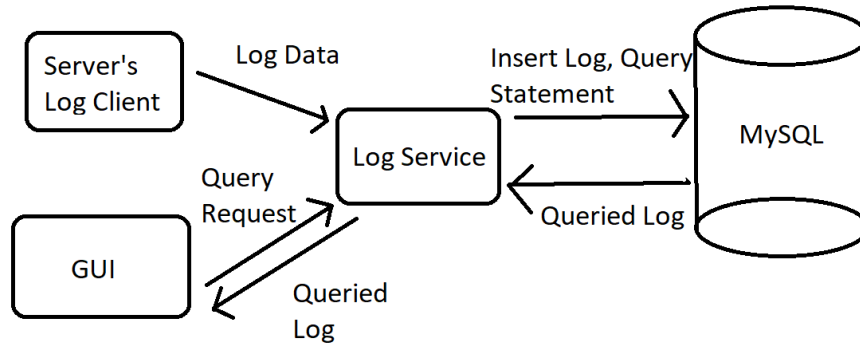 Server's
Log Client
Log Data
Insert Log, Query
Statement
MySQL
Log Service
Query
Request
Queried Log
GUI
Queried
Log